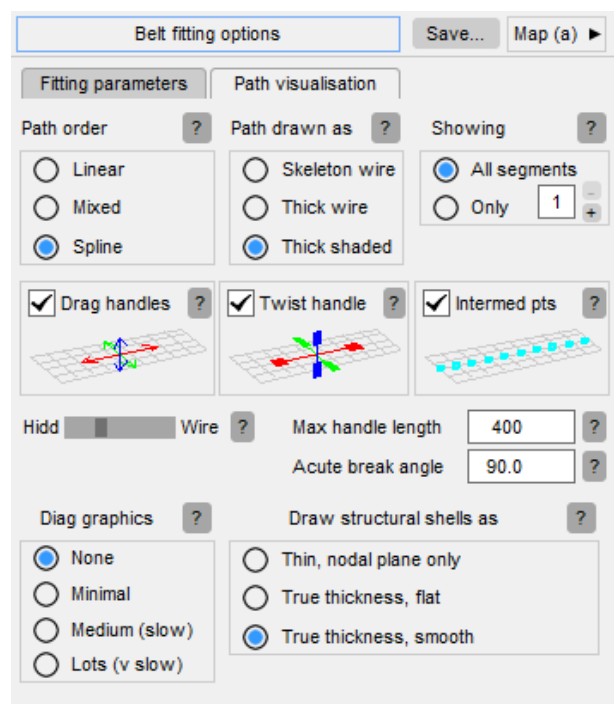 Belt fitting options Save... Map (a) ▶
Fitting parameters Path visualisation
Path order ? Path drawn as ? Showing ?
Linear Skeleton wire All segments
Mixed Thick wire Only 1 - +
Spline Thick shaded
Drag handles ? Twist handle ? Intermed pts ?
Hidd Wire ? Max handle length 400 ?
Acute break angle 90.0 ?
Diag graphics ? Draw structural shells as ?
None Thin, nodal plane only
Minimal True thickness, flat
Medium (slow) True thickness, smooth
Lots (v slow)